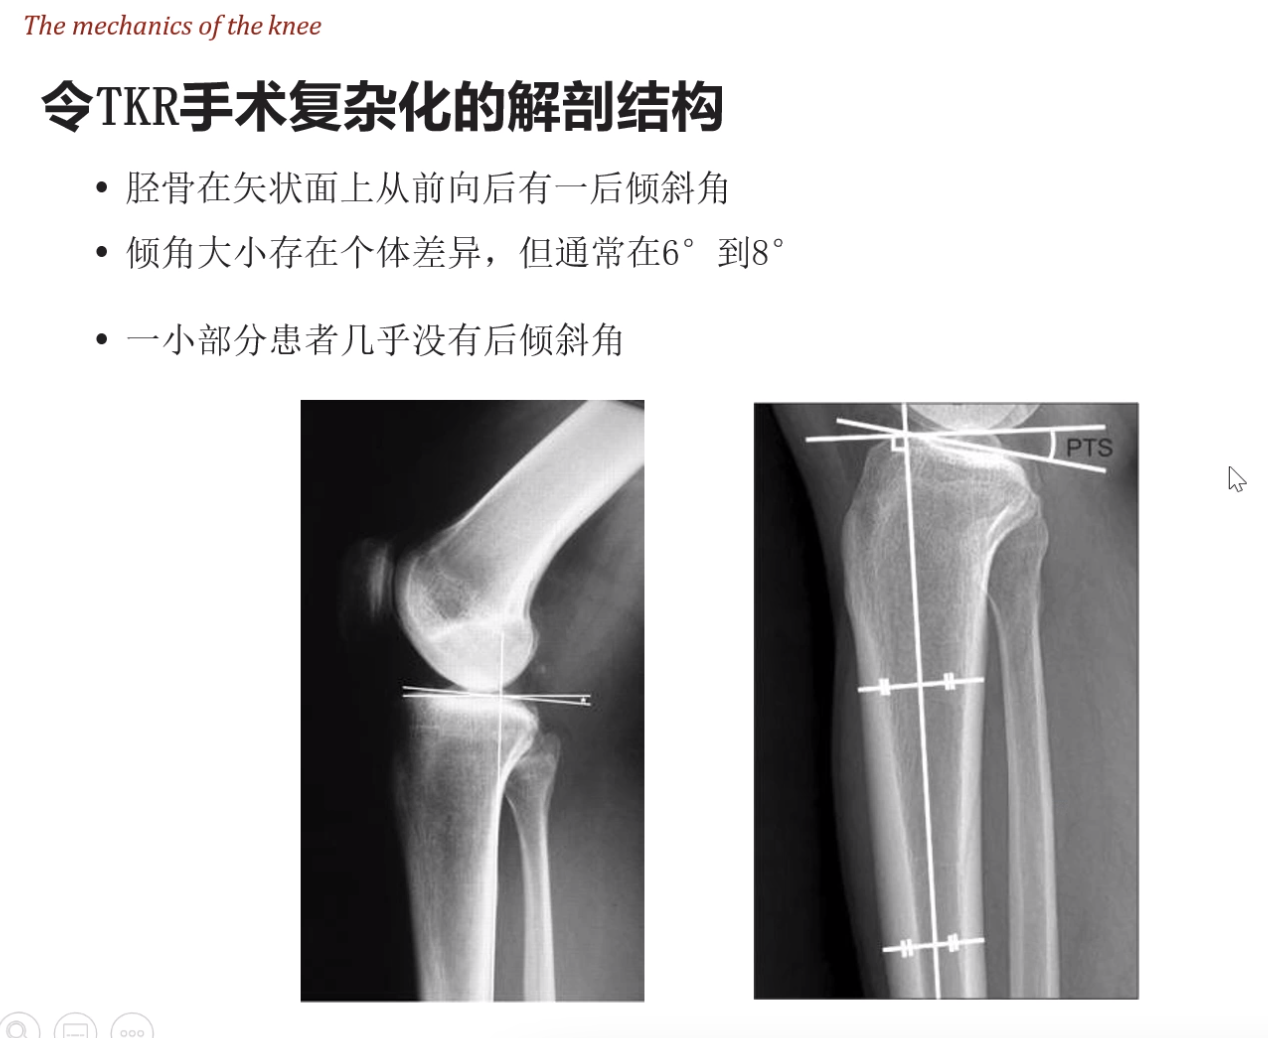 The mechanics of the knee
令TKR手术复杂化的解剖结构
• 胫骨在矢状面上从前向后有一后倾斜角
• 倾角大小存在个体差异，但通常在6°到8°
• 一小部分患者几乎没有后倾斜角
PTS